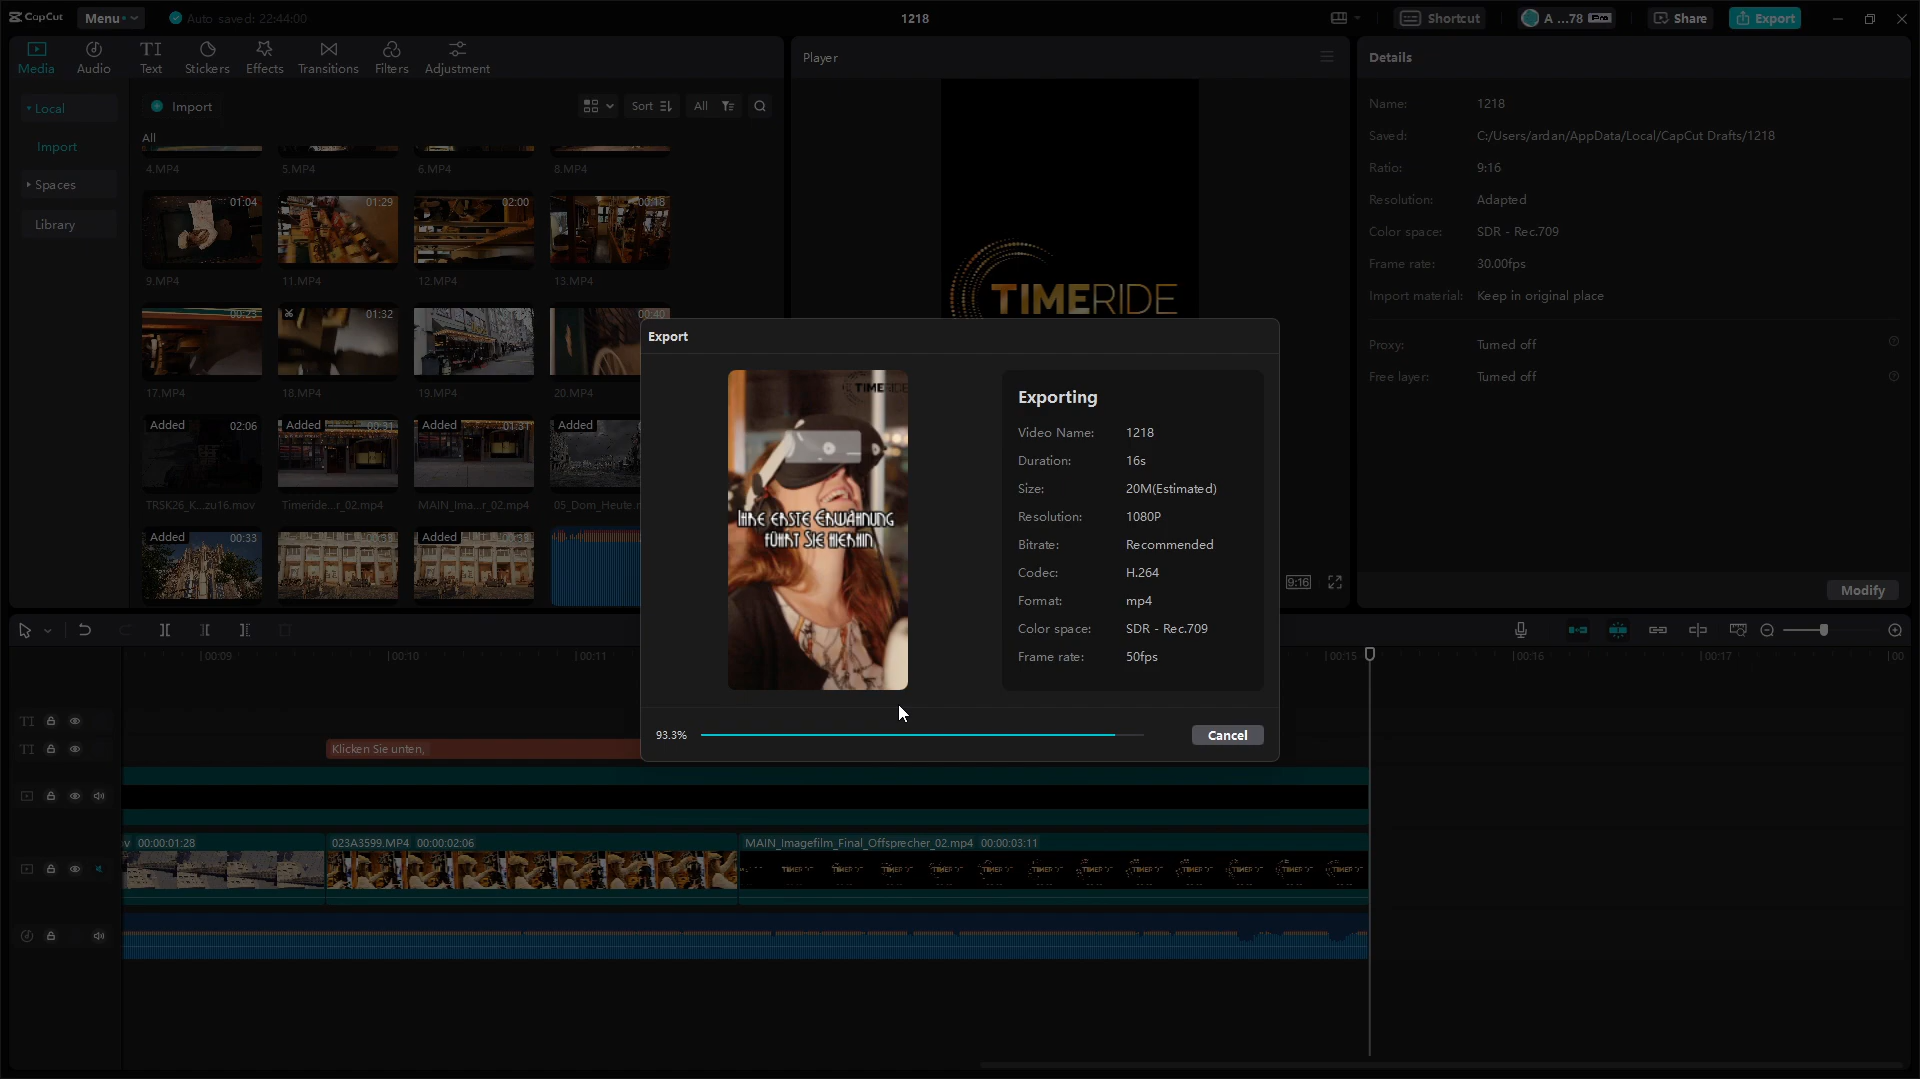 CapCut
Menu
Auto saved: 22:44:00
1218
Shortcut
A ...78
Pro
Share
Export
Media
Audio
TI
Text
Stickers
Effects
Transitions
Filters
Adjustment
Player
Details
Local
Import
Spaces
Library
Import
Sort
All
All
4.MP4
5.MP4
6.MP4
8.MP4
01:04
01:29
02:00
00:18
9.MP4
11.MP4
12.MP4
13.MP4
00:23
01:32
00:40
17.MP4
18.MP4
19.MP4
20.MP4
Added
02:06
Added
00:31
Added
01:31
Added
TRSK26_K...zu16.mov
Timeride...r_02.mp4
MAIN_Ima...r_02.mp4
05_Dom_Heute.
Added
00:33
Added
TIMERIDE
9:16
Name:
1218
Saved:
C:/Users/ardan/AppData/Local/CapCut Drafts/1218
Ratio:
9:16
Resolution:
Adapted
Color space:
SDR - Rec.709
Frame rate:
30.00fps
Import material:
Keep in original place
Proxy:
Turned off
Free layer:
Turned off
Modify
Export
TIMERIDE
Ihre erste Erwähnung
führt Sie hierhin
Exporting
Video Name:
1218
Duration:
16s
Size:
20M(Estimated)
Resolution:
1080P
Bitrate:
Recommended
Codec:
H.264
Format:
mp4
Color space:
SDR - Rec.709
Frame rate:
50fps
93.3%
Cancel
00:09
00:10
00:11
00:15
00:16
00:17
00
TI
TI
Klicken Sie unten,
v 00:00:01:28
023A3599.MP4 00:00:02:06
MAIN_Imagefilm_Final_Offsprecher_02.mp4 00:00:03:11